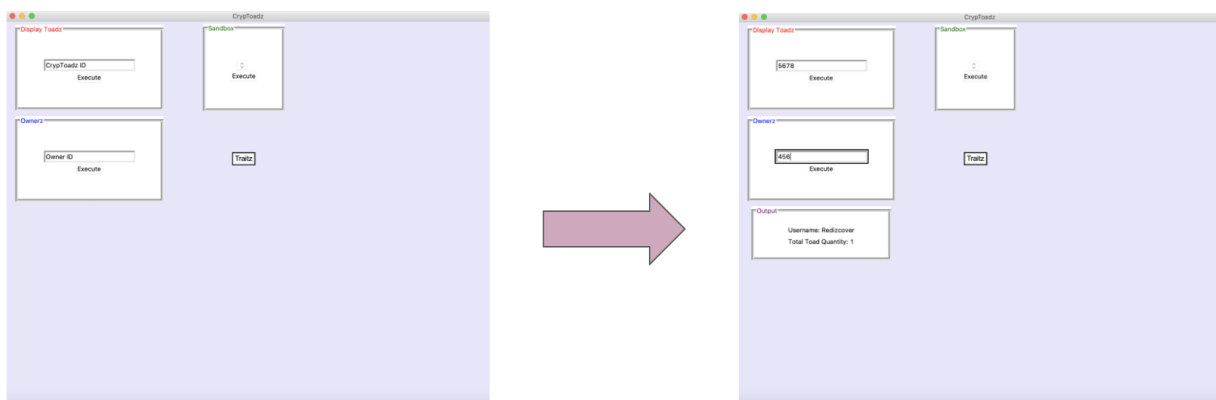 CrypToadz
Display Toadz
CrypToadz ID
Execute
Sandbox
Execute
Ownerz
Owner ID
Execute
Traitz
CrypToadz
Display Toadz
5678
Execute
Sandbox
Execute
Ownerz
456
Execute
Traitz
Output
Username: Redizcover
Total Toad Quantity: 1